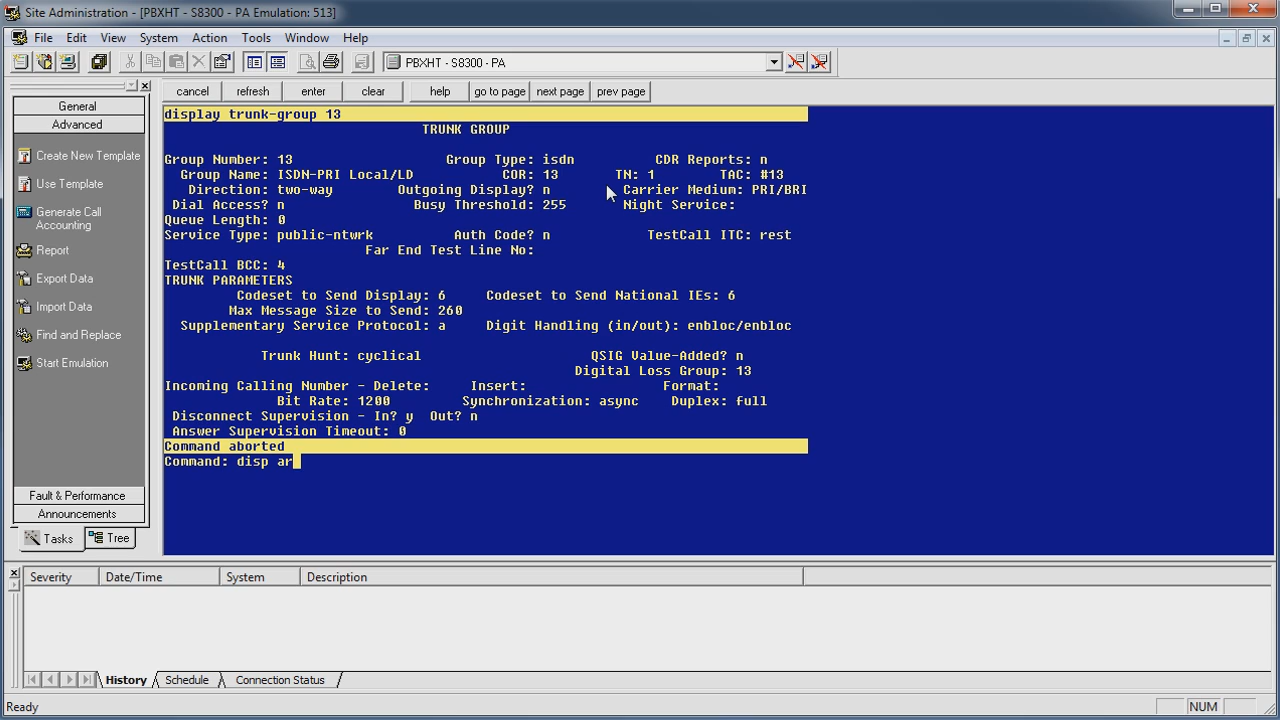 Site Administration - [PBXHT - S8300 - PA Emulation: 513]
File Edit View System Action Tools Window Help
PBXHT - S8300 - PA
General
Advanced
Create New Template
Use Template
Generate Call
Accounting
Report
Export Data
Import Data
Find and Replace
Start Emulation
Fault & Performance
Announcements
Tasks Tree
cancel refresh enter clear help go to page next page prev page
display trunk-group 13
TRUNK GROUP
Group Number: 13 Group Type: isdn CDR Reports: n
Group Name: ISDN-PRI Local/LD COR: 13 TN: 1 TAC: #13
Direction: two-way Outgoing Display? n Carrier Medium: PRI/BRI
Dial Access? n Busy Threshold: 255 Night Service:
Queue Length: 0
Service Type: public-ntwrk Auth Code? n TestCall ITC: rest
Far End Test Line No:
TestCall BCC: 4
TRUNK PARAMETERS
Codeset to Send Display: 6 Codeset to Send National IEs: 6
Max Message Size to Send: 260
Supplementary Service Protocol: a Digit Handling (in/out): enbloc/enbloc
Trunk Hunt: cyclical QSIG Value-Added? n
Digital Loss Group: 13
Incoming Calling Number - Delete: Insert: Format:
Bit Rate: 1200 Synchronization: async Duplex: full
Disconnect Supervision - In? y Out? n
Answer Supervision Timeout: 0
Command aborted
Command: disp ar
Severity Date/Time System Description
History Schedule Connection Status
Ready NUM